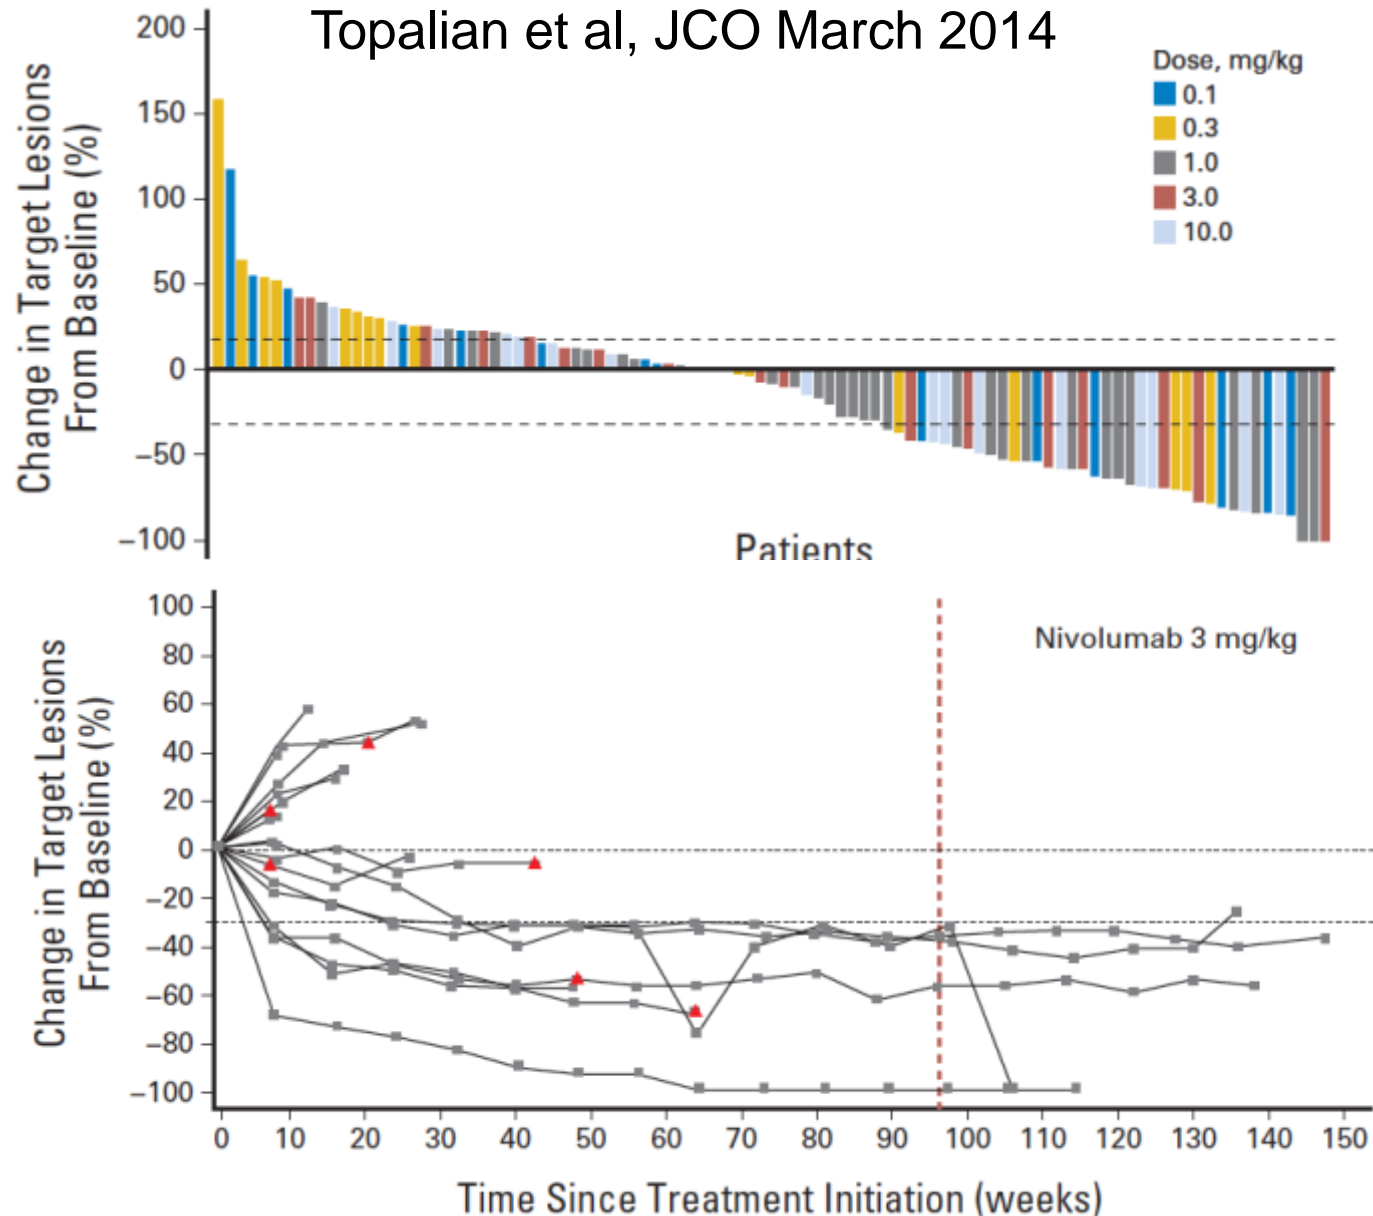 Topalian et al, JCO March 2014
Change in Target Lesions
From Baseline (%)
200
150
100
50
0
−50
−100
Dose, mg/kg
0.1
0.3
1.0
3.0
10.0
Patients
Change in Target Lesions
From Baseline (%)
100
80
60
40
20
0
−20
−40
−60
−80
−100
Nivolumab 3 mg/kg
0 10 20 30 40 50 60 70 80 90 100 110 120 130 140 150
Time Since Treatment Initiation (weeks)